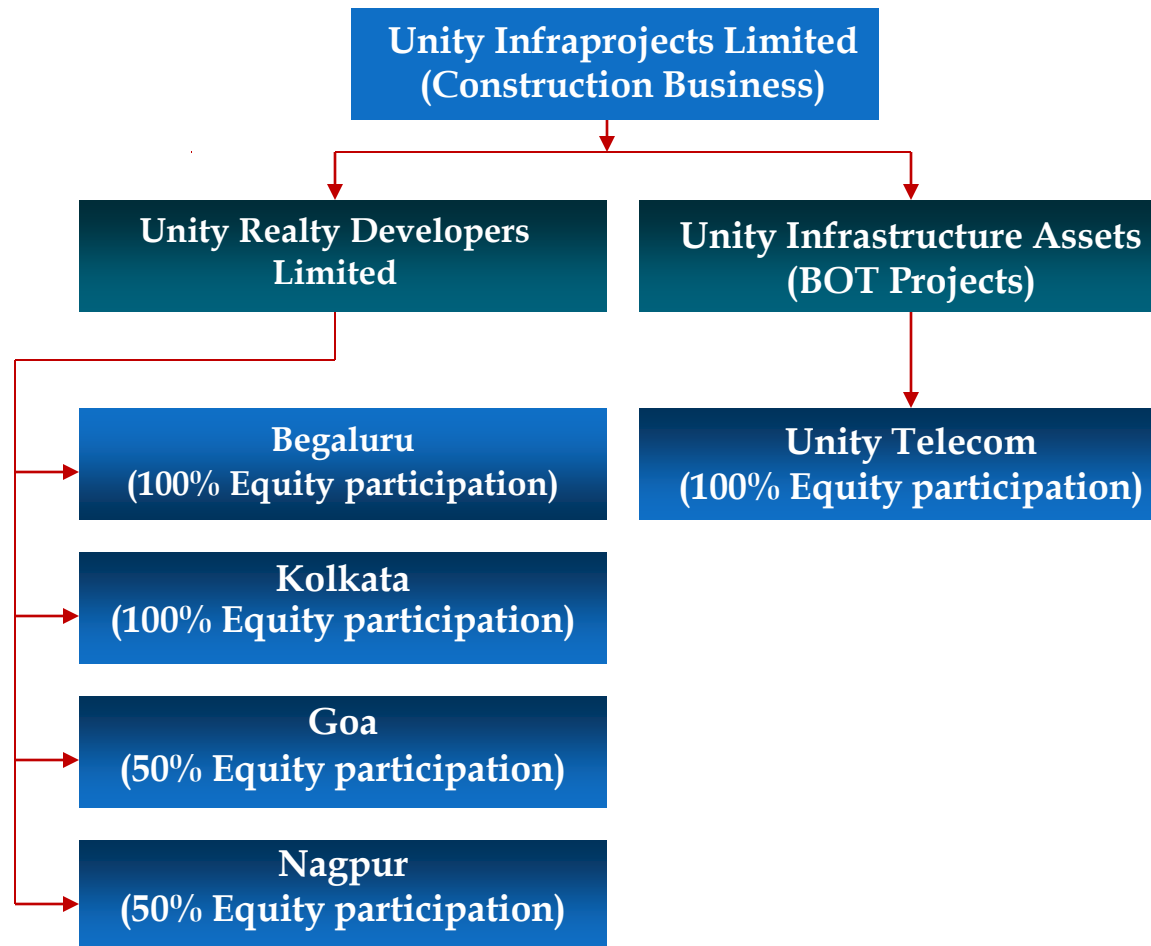 Unity Infraprojects Limited
(Construction Business)
Unity Realty Developers
Limited
Unity Infrastructure Assets
(BOT Projects)
Begaluru
(100% Equity participation)
Unity Telecom
(100% Equity participation)
Kolkata
(100% Equity participation)
Goa
(50% Equity participation)
Nagpur
(50% Equity participation)